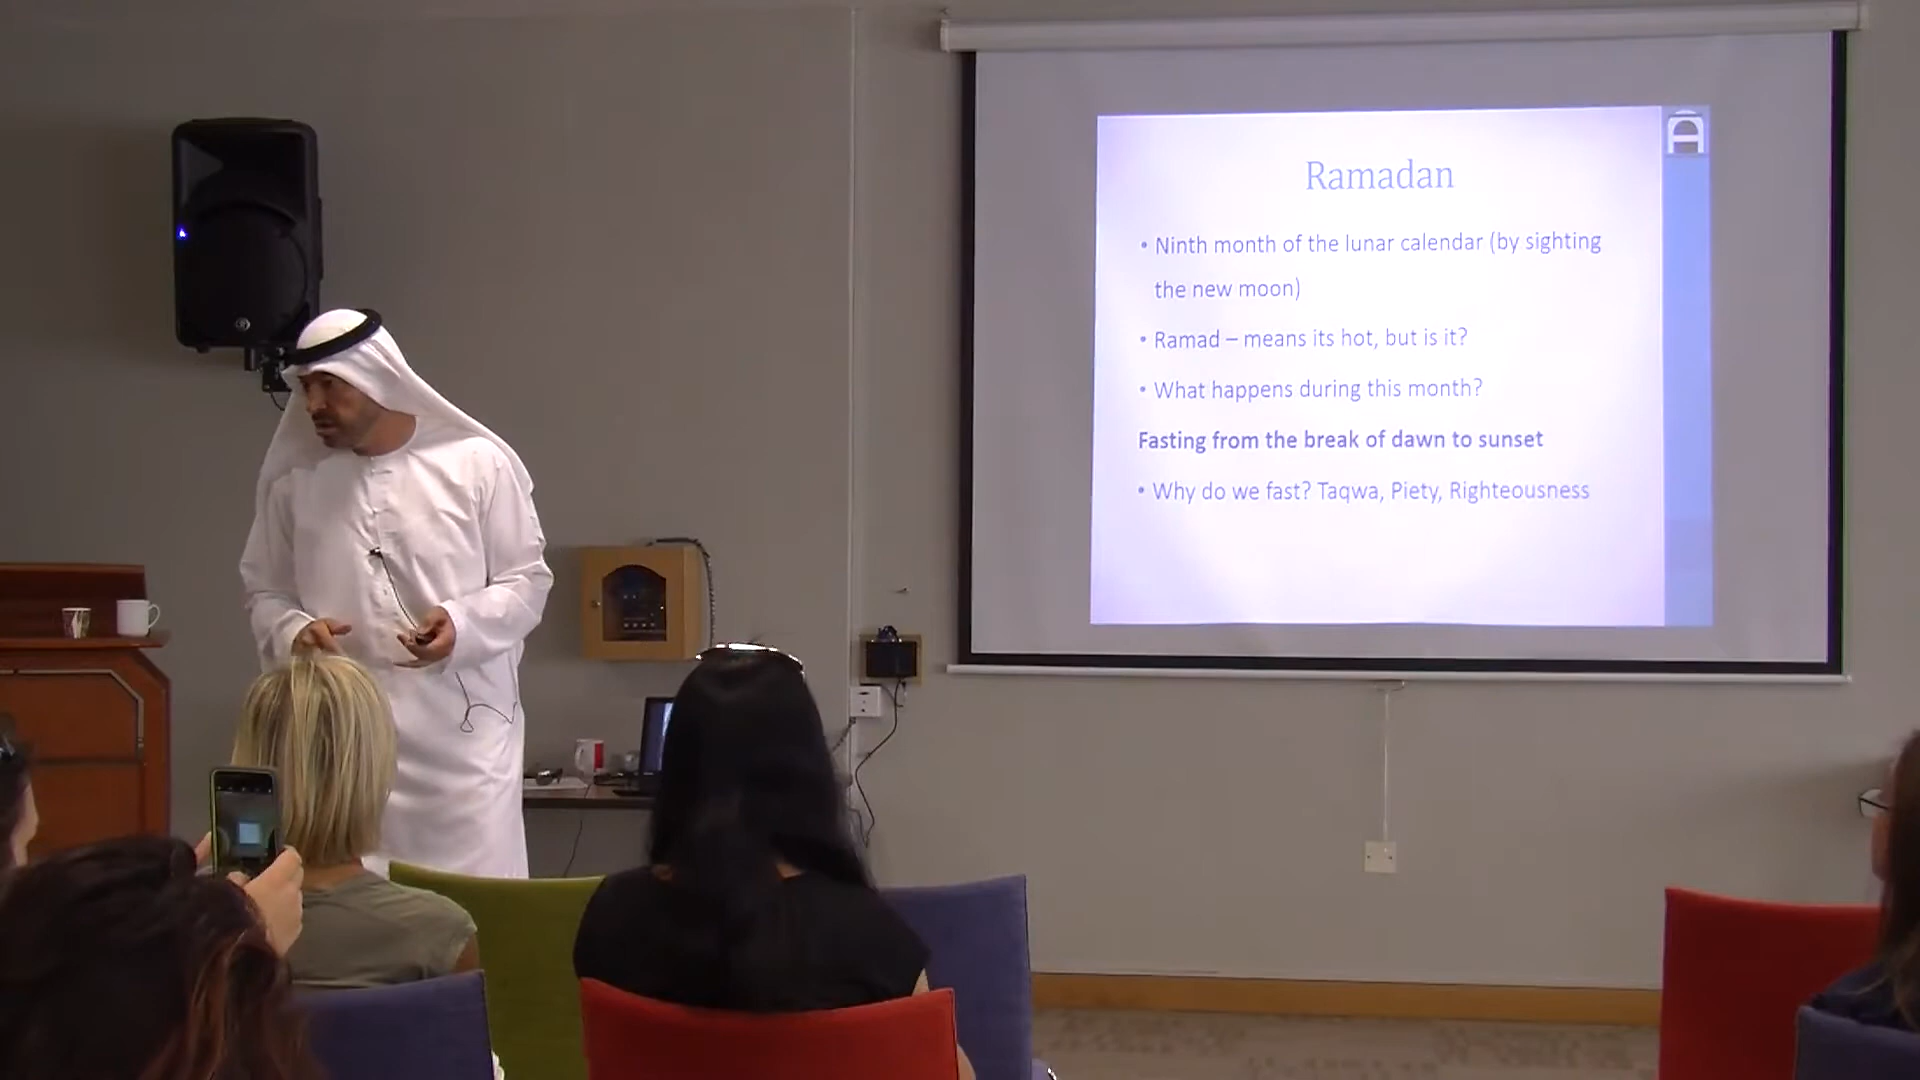 Ramadan
• Ninth month of the lunar calendar (by sighting
the new moon)
• Ramad – means its hot, but is it?
• What happens during this month?
Fasting from the break of dawn to sunset
• Why do we fast? Taqwa, Piety, Righteousness